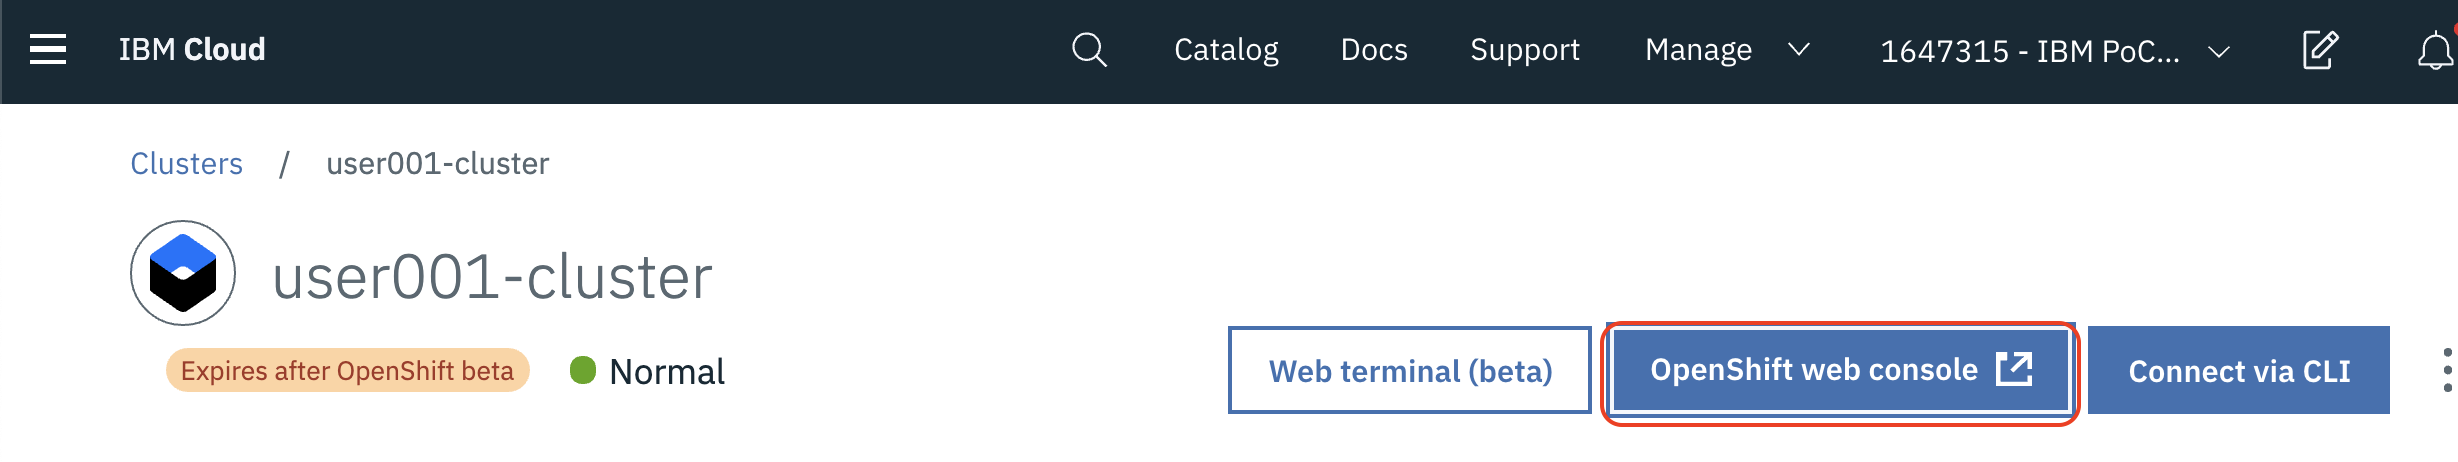 IBM Cloud Catalog Docs Support Manage 1647315 - IBM PoC...
Clusters / user001-cluster
user001-cluster
Expires after OpenShift beta Normal Web terminal (beta) OpenShift web console Connect via CLI